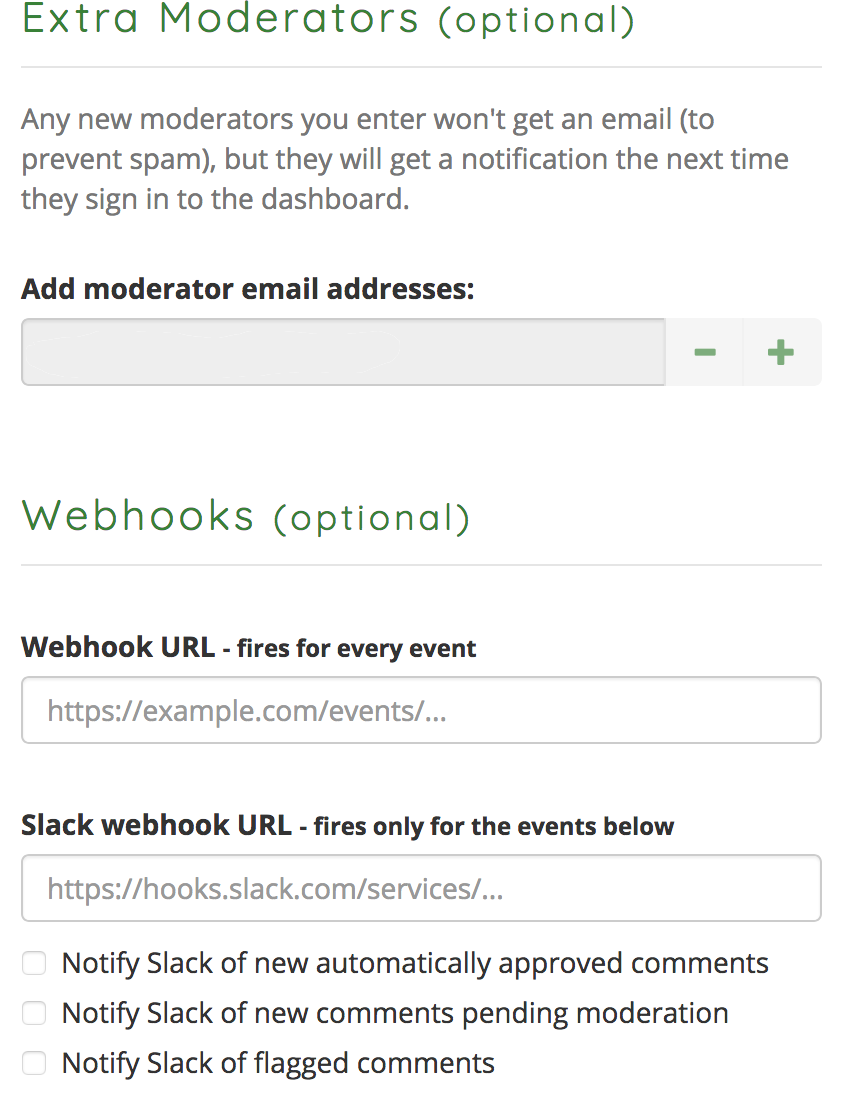 Extra Moderators (optional)
Any new moderators you enter won't get an email (to
prevent spam), but they will get a notification the next time
they sign in to the dashboard.
Add moderator email addresses:
Webhooks (optional)
Webhook URL - fires for every event
https://example.com/events/...
Slack webhook URL - fires only for the events below
https://hooks.slack.com/services/...
Notify Slack of new automatically approved comments
Notify Slack of new comments pending moderation
Notify Slack of flagged comments